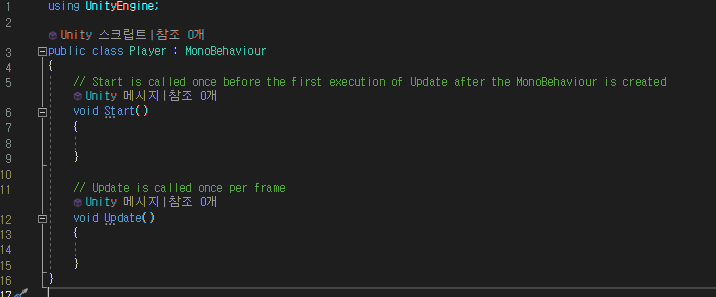 1 using UnityEngine;
2
Unity 스크립트|참조 0개
3 public class Player : MonoBehaviour
4 {
5 // Start is called once before the first execution of Update after the MonoBehaviour is created
Unity 메시지|참조 0개
6 void Start()
7 {
8
9 }
10
11 // Update is called once per frame
Unity 메시지|참조 0개
12 void Update()
13 {
14
15 }
16 }
17